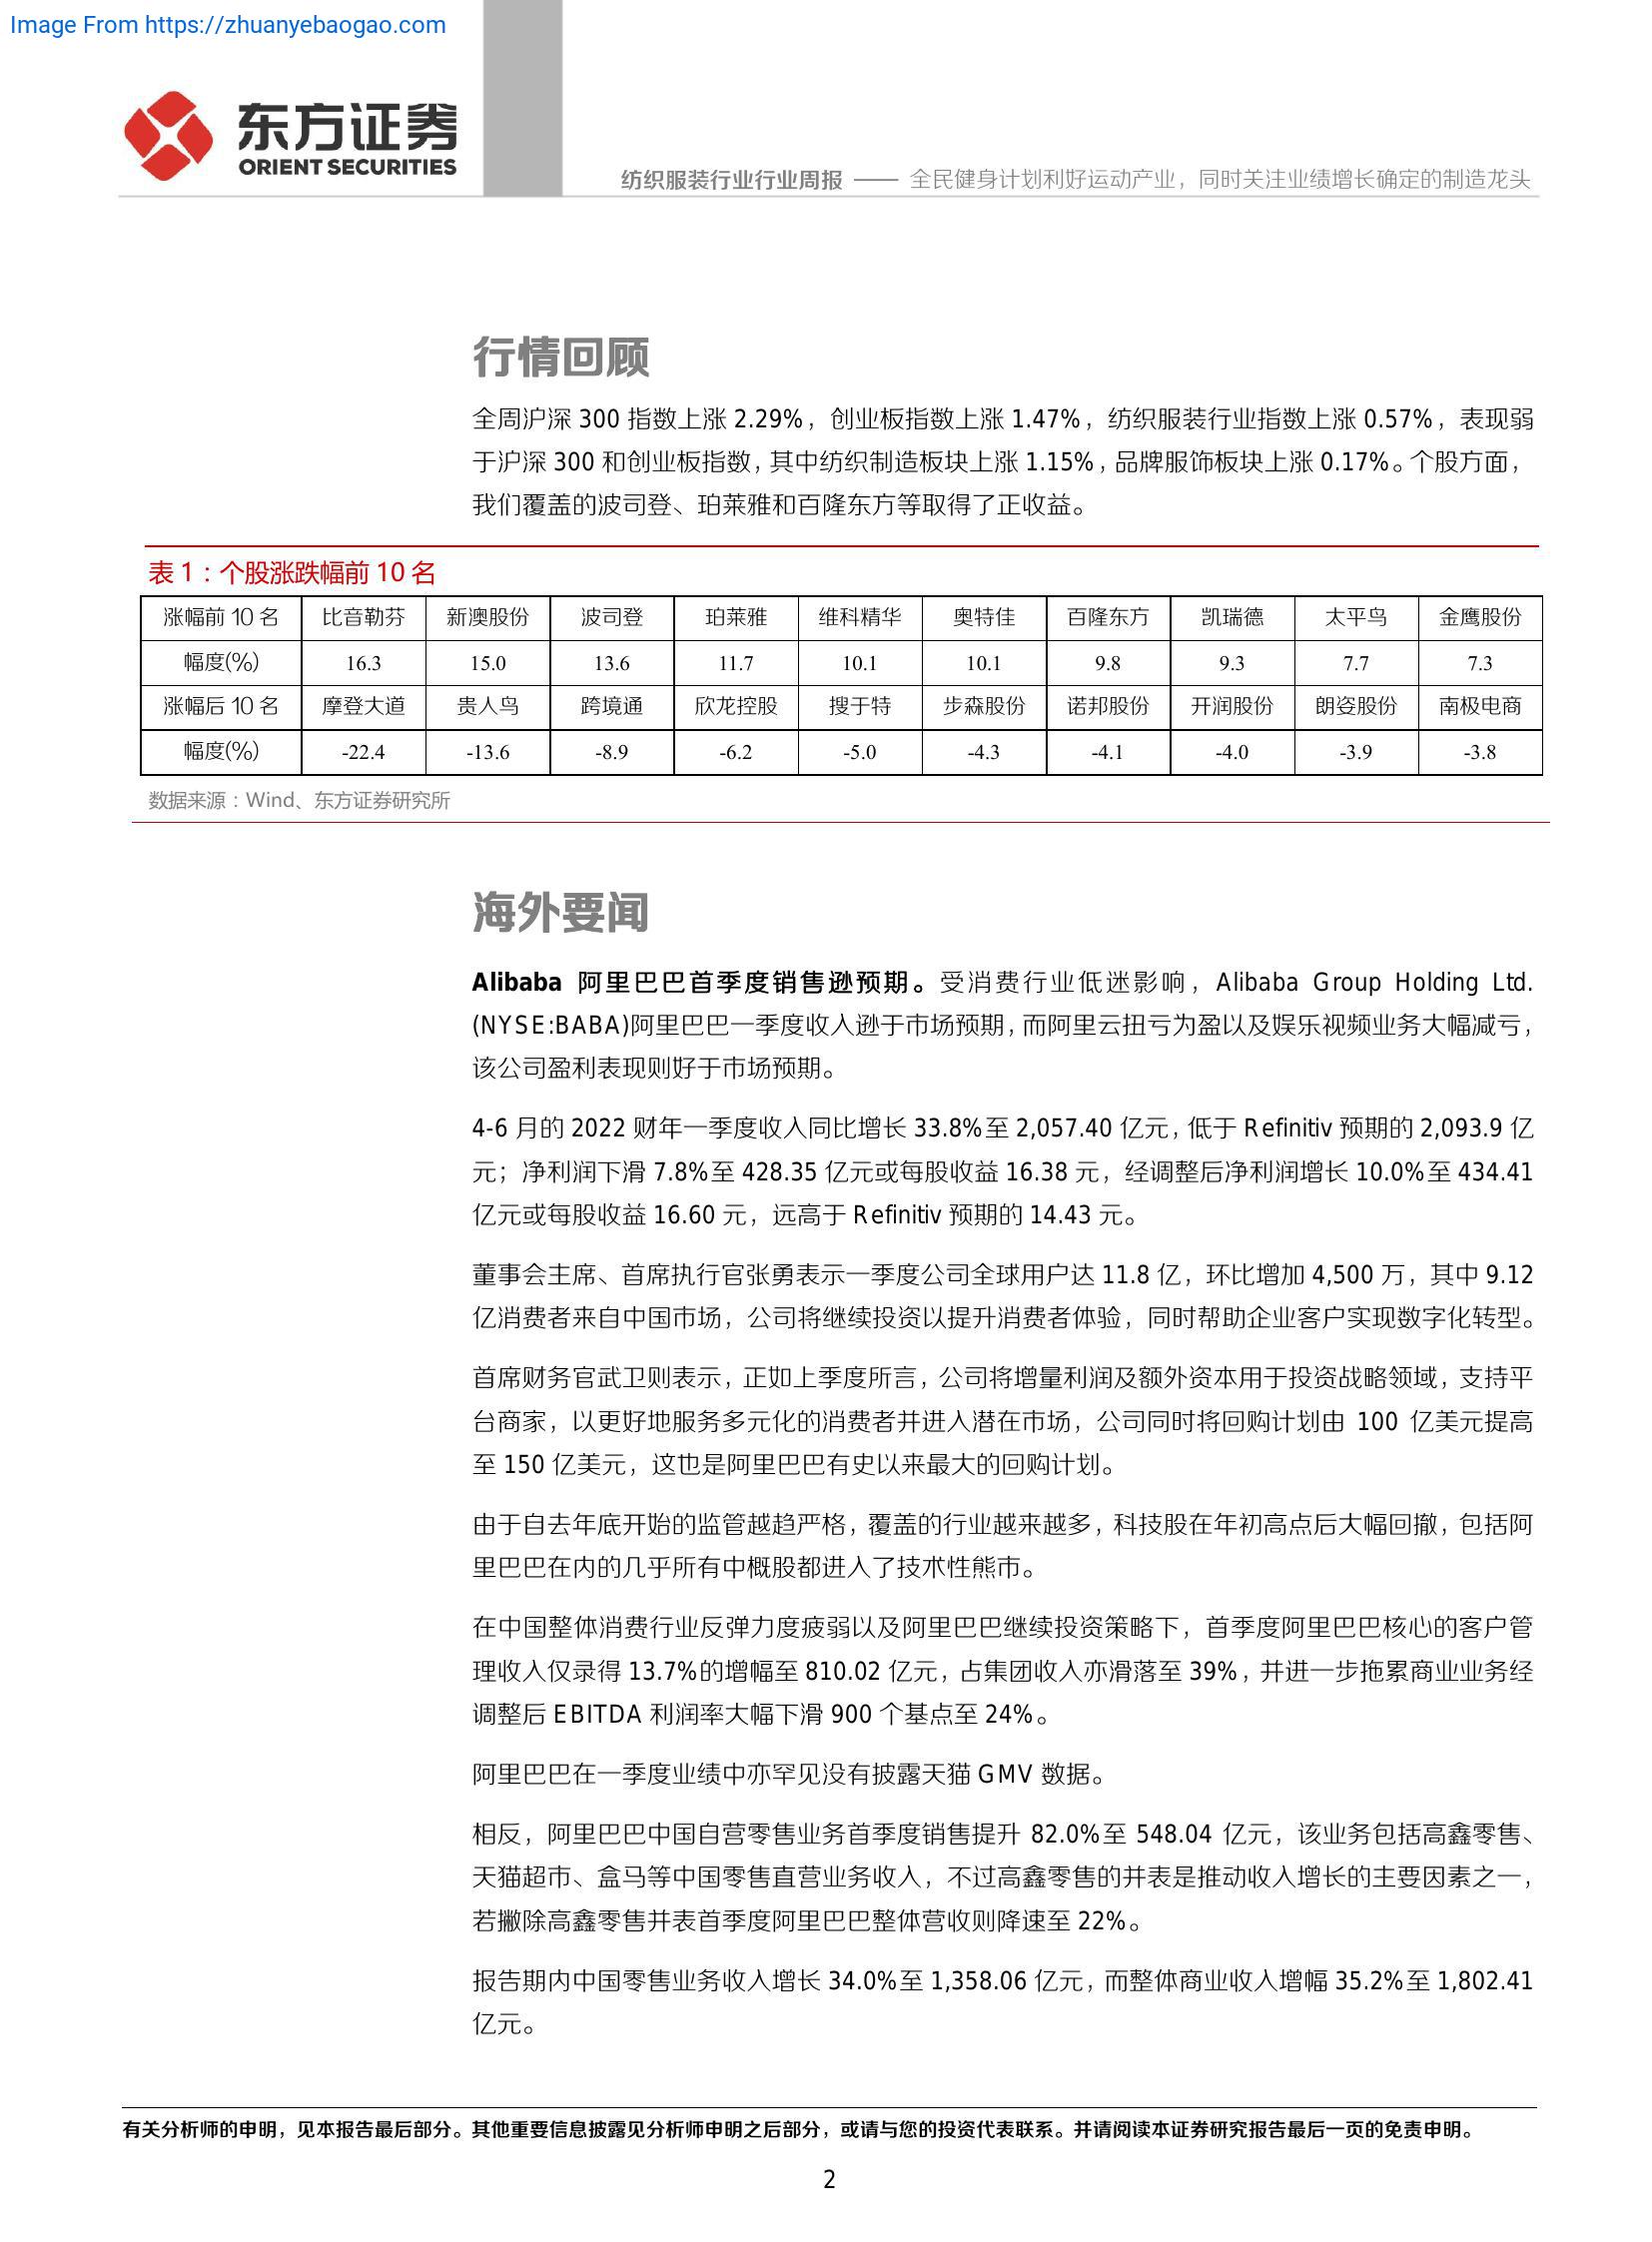 Image From https://zhuanyebaogao.com
东方证券
ORIENT SECURITIES
纺织服装行业行业周报 —— 全民健身计划利好运动产业，同时关注业绩增长确定的制造龙头
行情回顾
全周沪深 300 指数上涨 2.29%，创业板指数上涨 1.47%，纺织服装行业指数上涨 0.57%，表现弱
于沪深 300 和创业板指数，其中纺织制造板块上涨 1.15%，品牌服饰板块上涨 0.17%。个股方面，
我们覆盖的波司登、珀莱雅和百隆东方等取得了正收益。
表 1：个股涨跌幅前 10 名
涨幅前 10 名 比音勒芬 新澳股份 波司登 珀莱雅 维科精华 奥特佳 百隆东方 凯瑞德 太平鸟 金鹰股份
幅度(%) 16.3 15.0 13.6 11.7 10.1 10.1 9.8 9.3 7.7 7.3
涨幅后 10 名 摩登大道 贵人鸟 跨境通 欣龙控股 搜于特 步森股份 诺邦股份 开润股份 朗姿股份 南极电商
幅度(%) -22.4 -13.6 -8.9 -6.2 -5.0 -4.3 -4.1 -4.0 -3.9 -3.8
数据来源：Wind、东方证券研究所
海外要闻
Alibaba 阿里巴巴首季度销售逊预期。受消费行业低迷影响，Alibaba Group Holding Ltd.
(NYSE:BABA)阿里巴巴一季度收入逊于市场预期，而阿里云扭亏为盈以及娱乐视频业务大幅减亏，
该公司盈利表现则好于市场预期。
4-6 月的 2022 财年一季度收入同比增长 33.8%至 2,057.40 亿元，低于 Refinitiv 预期的 2,093.9 亿
元；净利润下滑 7.8%至 428.35 亿元或每股收益 16.38 元，经调整后净利润增长 10.0%至 434.41
亿元或每股收益 16.60 元，远高于 Refinitiv 预期的 14.43 元。
董事会主席、首席执行官张勇表示一季度公司全球用户达 11.8 亿，环比增加 4,500 万，其中 9.12
亿消费者来自中国市场，公司将继续投资以提升消费者体验，同时帮助企业客户实现数字化转型。
首席财务官武卫则表示，正如上季度所言，公司将增量利润及额外资本用于投资战略领域，支持平
台商家，以更好地服务多元化的消费者并进入潜在市场，公司同时将回购计划由 100 亿美元提高
至 150 亿美元，这也是阿里巴巴有史以来最大的回购计划。
由于自去年底开始的监管越趋严格，覆盖的行业越来越多，科技股在年初高点后大幅回撤，包括阿
里巴巴在内的几乎所有中概股都进入了技术性熊市。
在中国整体消费行业反弹力度疲弱以及阿里巴巴继续投资策略下，首季度阿里巴巴核心的客户管
理收入仅录得 13.7%的增幅至 810.02 亿元，占集团收入亦滑落至 39%，并进一步拖累商业业务经
调整后 EBITDA 利润率大幅下滑 900 个基点至 24%。
阿里巴巴在一季度业绩中亦罕见没有披露天猫 GMV 数据。
相反，阿里巴巴中国自营零售业务首季度销售提升 82.0%至 548.04 亿元，该业务包括高鑫零售、
天猫超市、盒马等中国零售直营业务收入，不过高鑫零售的并表是推动收入增长的主要因素之一，
若撇除高鑫零售并表首季度阿里巴巴整体营收则降速至 22%。
报告期内中国零售业务收入增长 34.0%至 1,358.06 亿元，而整体商业收入增幅 35.2%至 1,802.41
亿元。
有关分析师的申明，见本报告最后部分。其他重要信息披露见分析师申明之后部分，或请与您的投资代表联系。并请阅读本证券研究报告最后一页的免责申明。
2